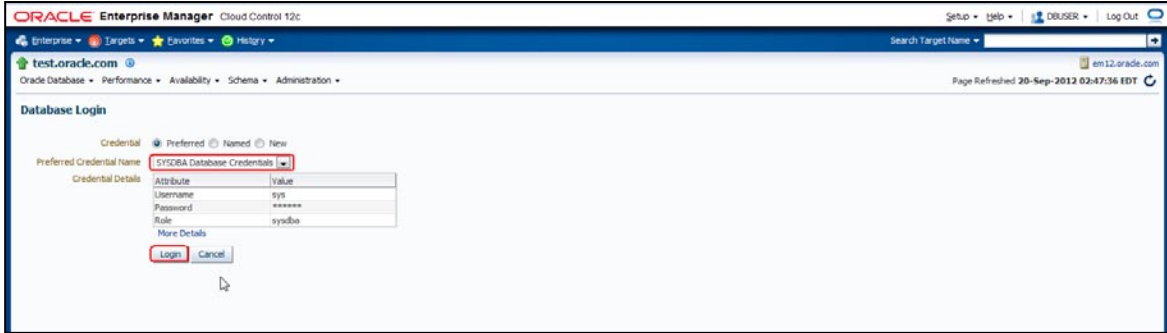 ORACLE Enterprise Manager Cloud Control 12c
Setup Help DBUSER Log Out
Enterprise Targets Favorites History Search Target Name
test.oracle.com em12.oracle.com
Oracle Database Performance Availability Schema Administration Page Refreshed 20-Sep-2012 02:47:36 EDT
Database Login
Credential Preferred Named New
Preferred Credential Name SYSDBA Database Credentials
Credential Details Attribute Value
Username sys
Password ******
Role sysdba
More Details
Login Cancel